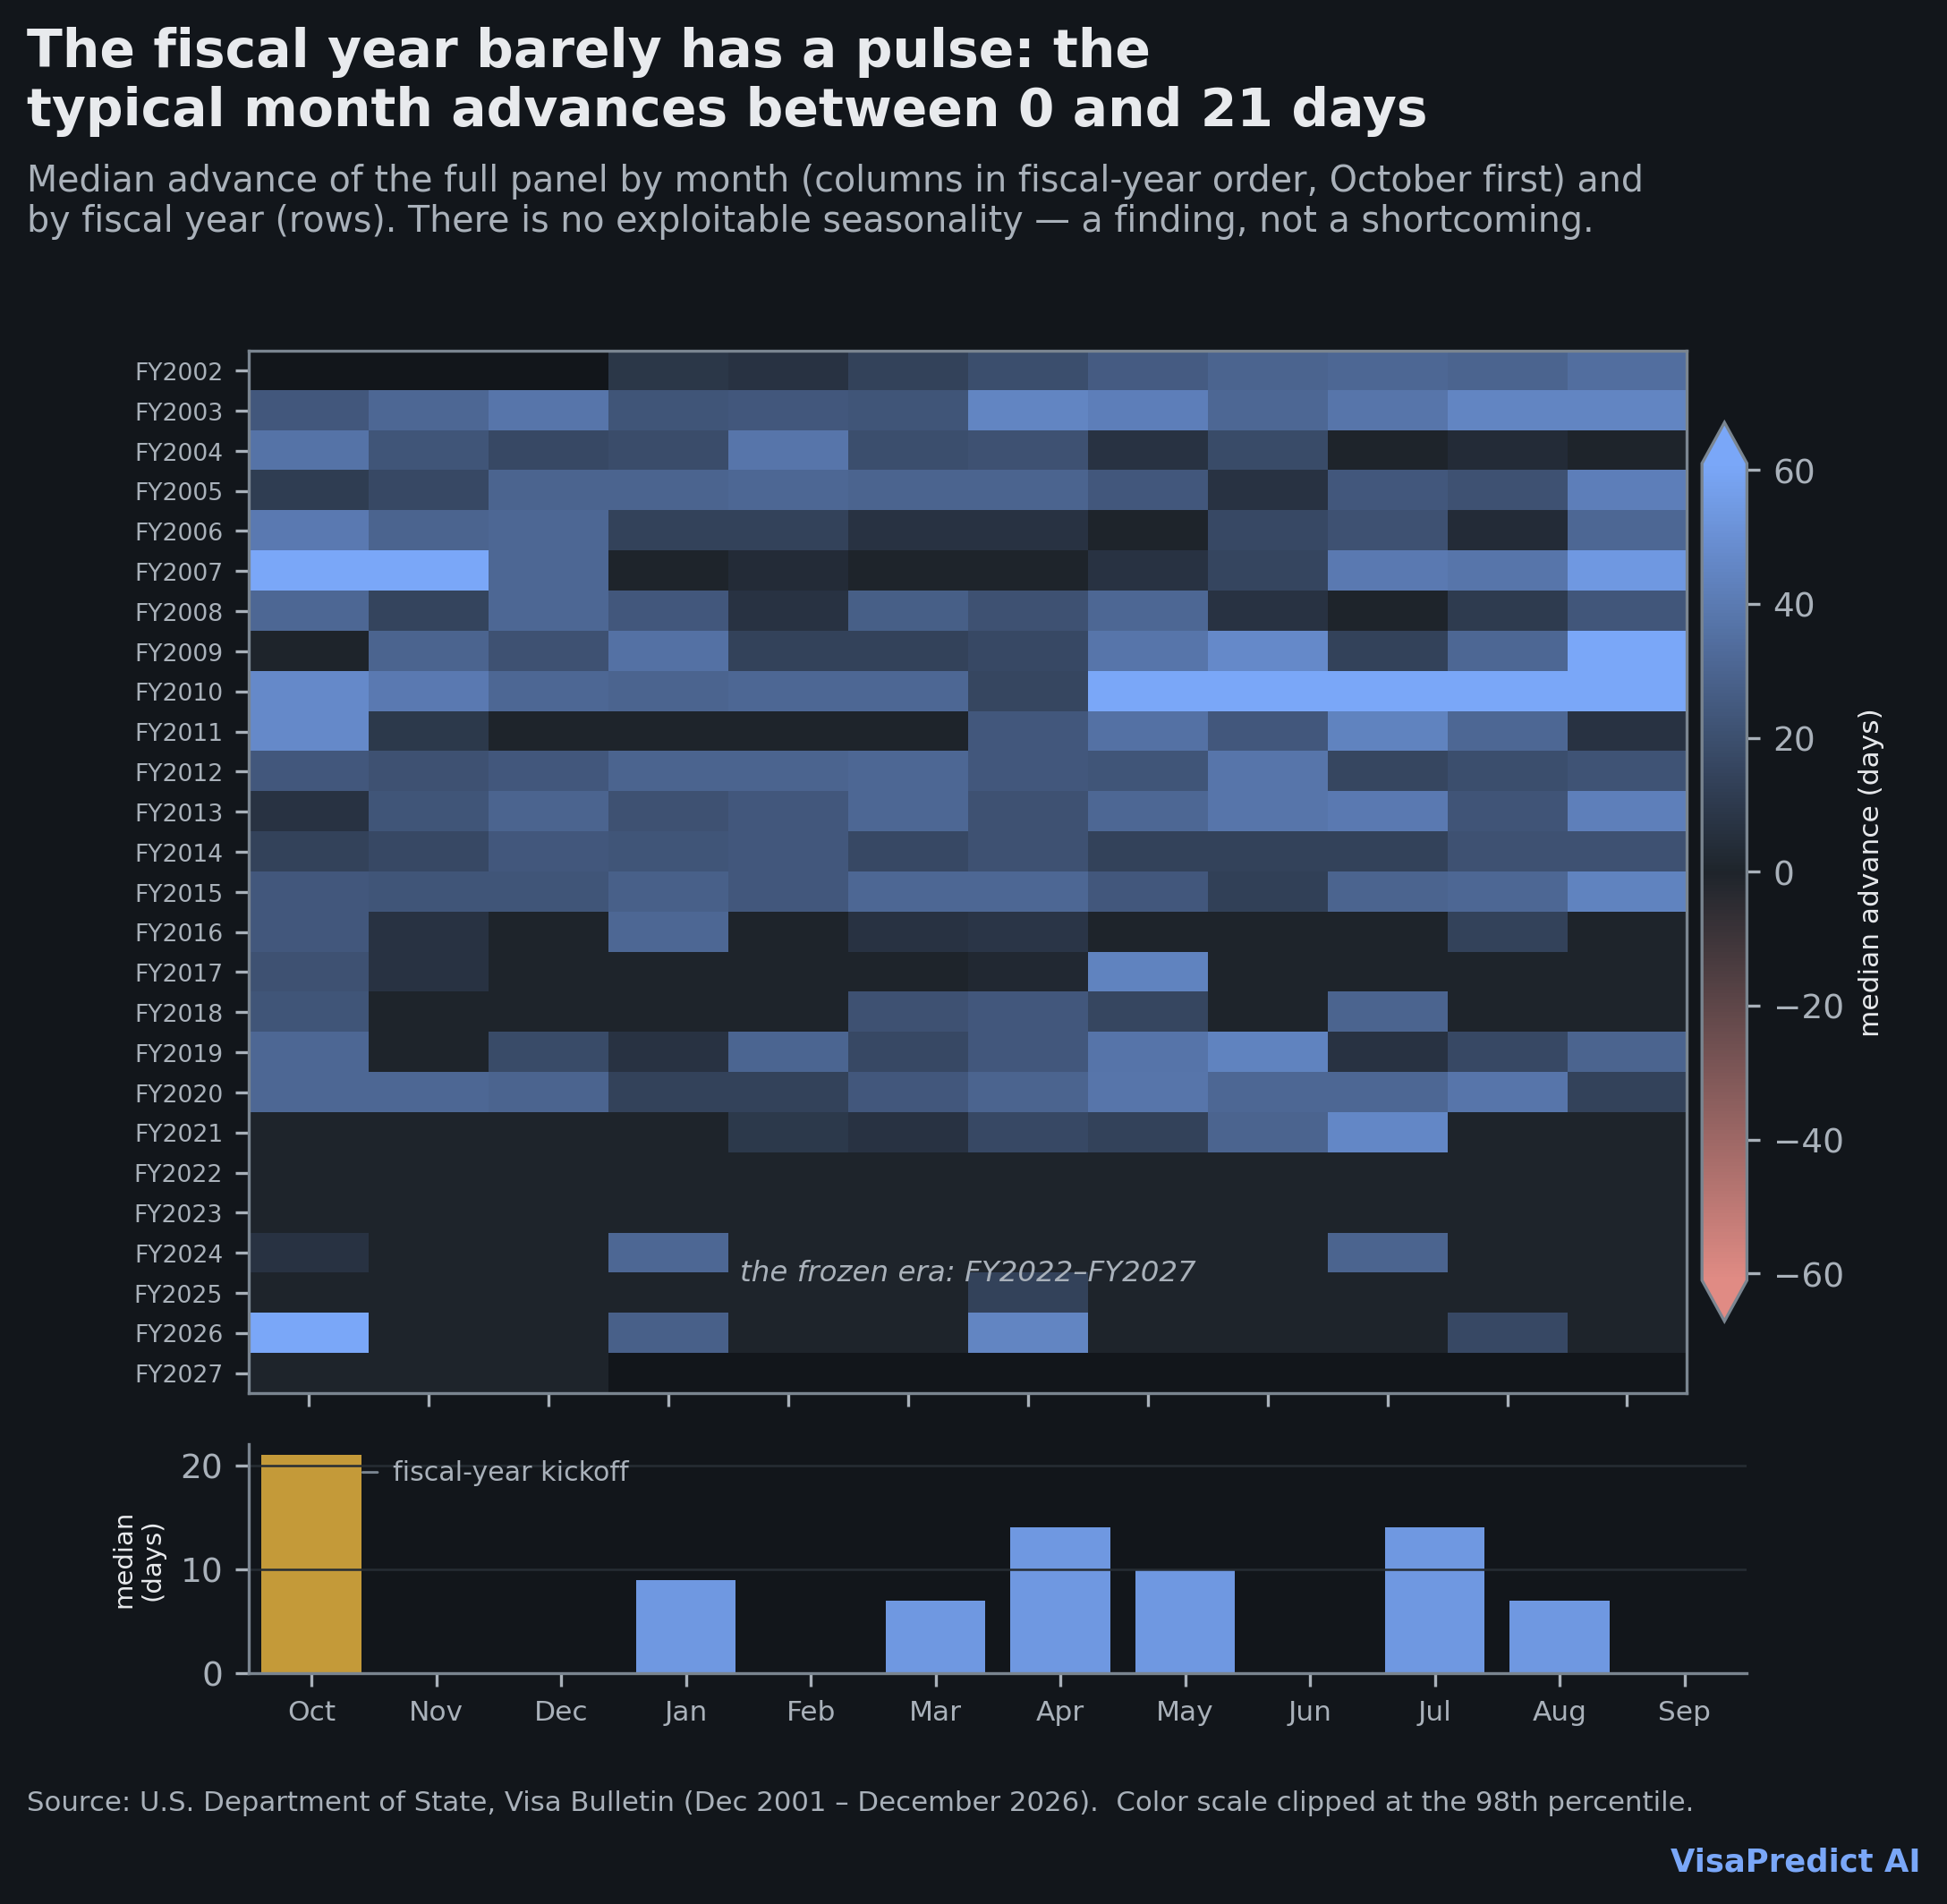 The fiscal year barely has a pulse: the
typical month advances between 0 and 21 days
Median advance of the full panel by month (columns in fiscal-year order, October first) and
by fiscal year (rows). There is no exploitable seasonality — a finding, not a shortcoming.
FY2002
FY2003
FY2004
FY2005
FY2006
FY2007
FY2008
FY2009
FY2010
FY2011
FY2012
FY2013
FY2014
FY2015
FY2016
FY2017
FY2018
FY2019
FY2020
FY2021
FY2022
FY2023
FY2024
FY2025
FY2026
FY2027
the frozen era: FY2022–FY2027
60
40
20
0
−20
−40
−60
median advance (days)
20
10
0
median
(days)
fiscal-year kickoff
Oct Nov Dec Jan Feb Mar Apr May Jun Jul Aug Sep
Source: U.S. Department of State, Visa Bulletin (Dec 2001 – December 2026).  Color scale clipped at the 98th percentile.
VisaPredict AI